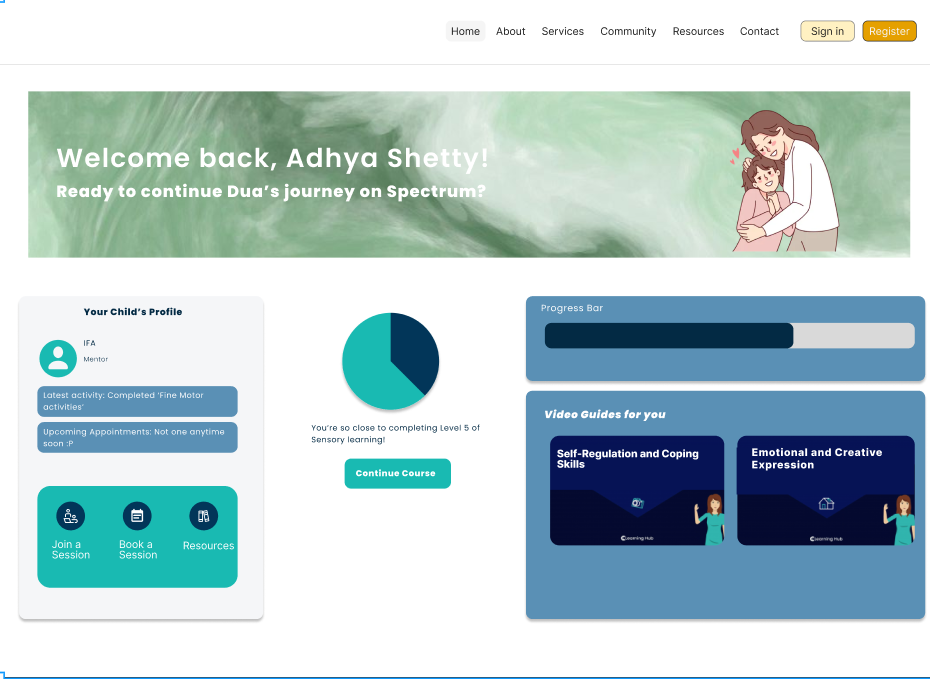 Home About Services Community Resources Contact Sign in Register
Welcome back, Adhya Shetty!
Ready to continue Dua's journey on Spectrum?
Your Child's Profile
IFA
Mentor
Latest activity: Completed 'Fine Motor
activities'
Upcoming Appointments: Not one anytime
soon :P
Join a
Session
Book a
Session
Resources
You're so close to completing Level 5 of
Sensory learning!
Continue Course
Progress Bar
Video Guides for you
Self-Regulation and Coping
Skills
eLearning Hub
Emotional and Creative
Expression
eLearning Hub